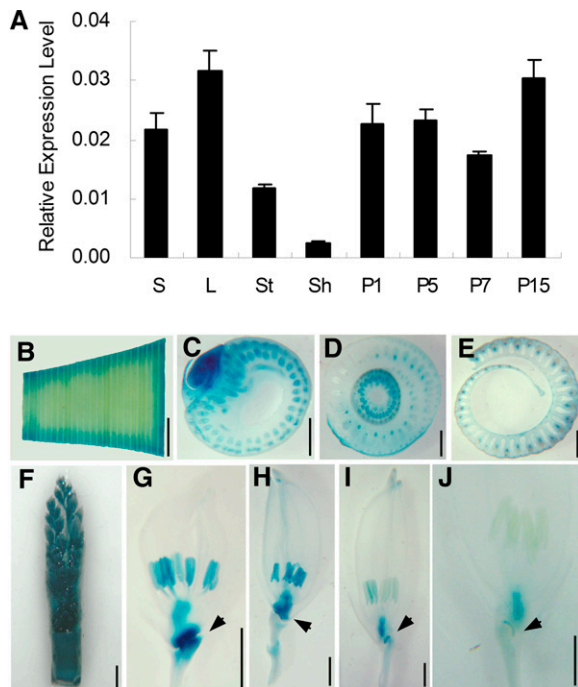 A
Relative Expression Level
0.04
0.03
0.02
0.01
0.00
S L St Sh P1 P5 P7 P15
B C D E
F G H I J